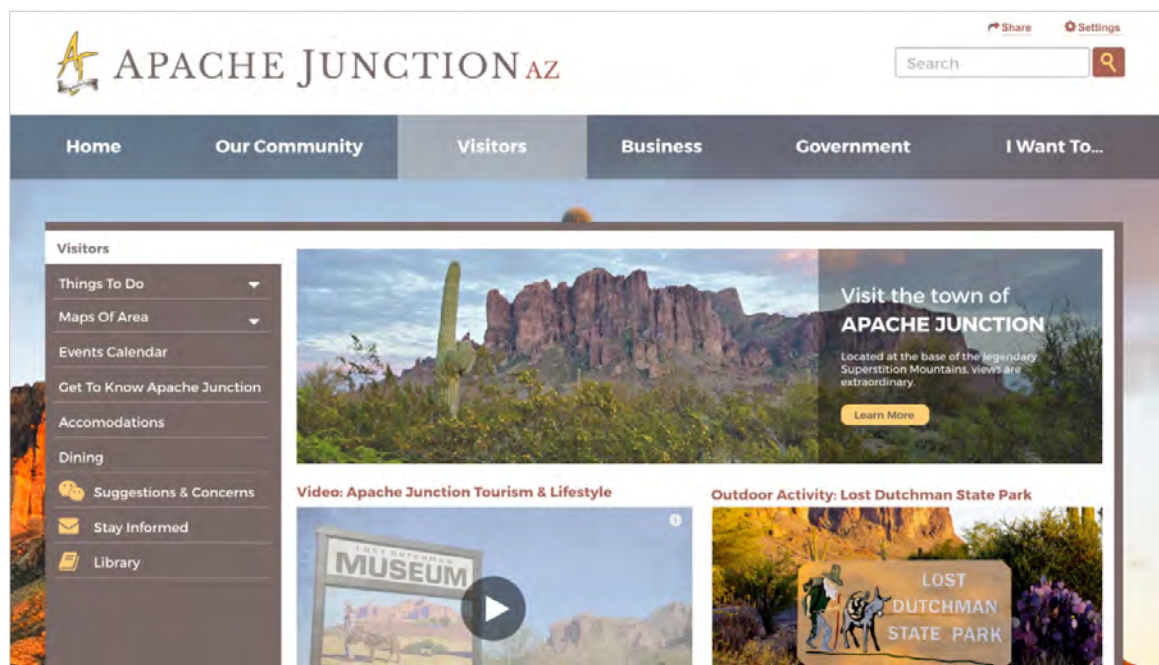 Share
Settings
APACHE JUNCTION AZ
Search
Home
Our Community
Visitors
Business
Government
I Want To...
Visitors
Things To Do
Maps Of Area
Events Calendar
Get To Know Apache Junction
Accomodations
Dining
Suggestions & Concerns
Stay Informed
Library
Visit the town of
APACHE JUNCTION
Located at the base of the legendary
Superstition Mountains, views are
extraordinary.
Learn More
Video: Apache Junction Tourism & Lifestyle
LOST DUTCHMAN
MUSEUM
Outdoor Activity: Lost Dutchman State Park
LOST
DUTCHMAN
STATE PARK